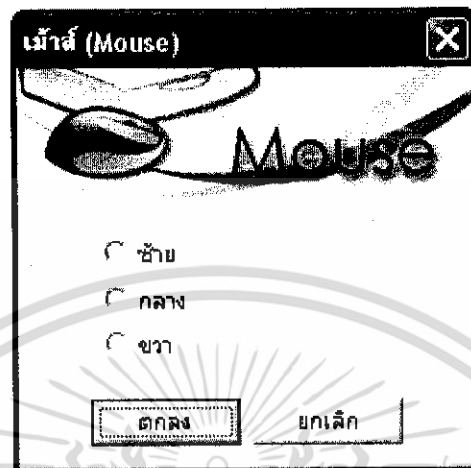 เม้าส์ (Mouse)
Mouse
ซ้าย
กลาง
ขวา
ตกลง ยกเลิก